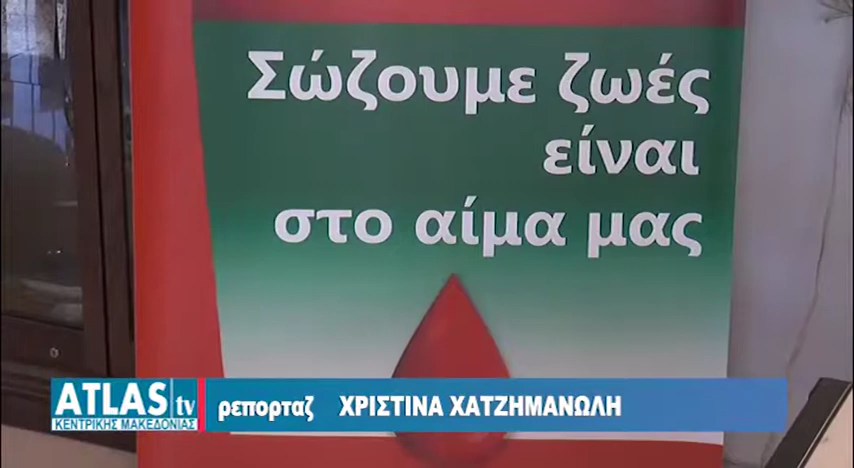 Σώζουμε ζωές
είναι
στο αίμα μας
ATLAS tv
ΚΕΝΤΡΙΚΗΣ ΜΑΚΕΔΟΝΙΑΣ
ρεπορταζ ΧΡΙΣΤΙΝΑ ΧΑΤΖΗΜΑΝΩΛΗ